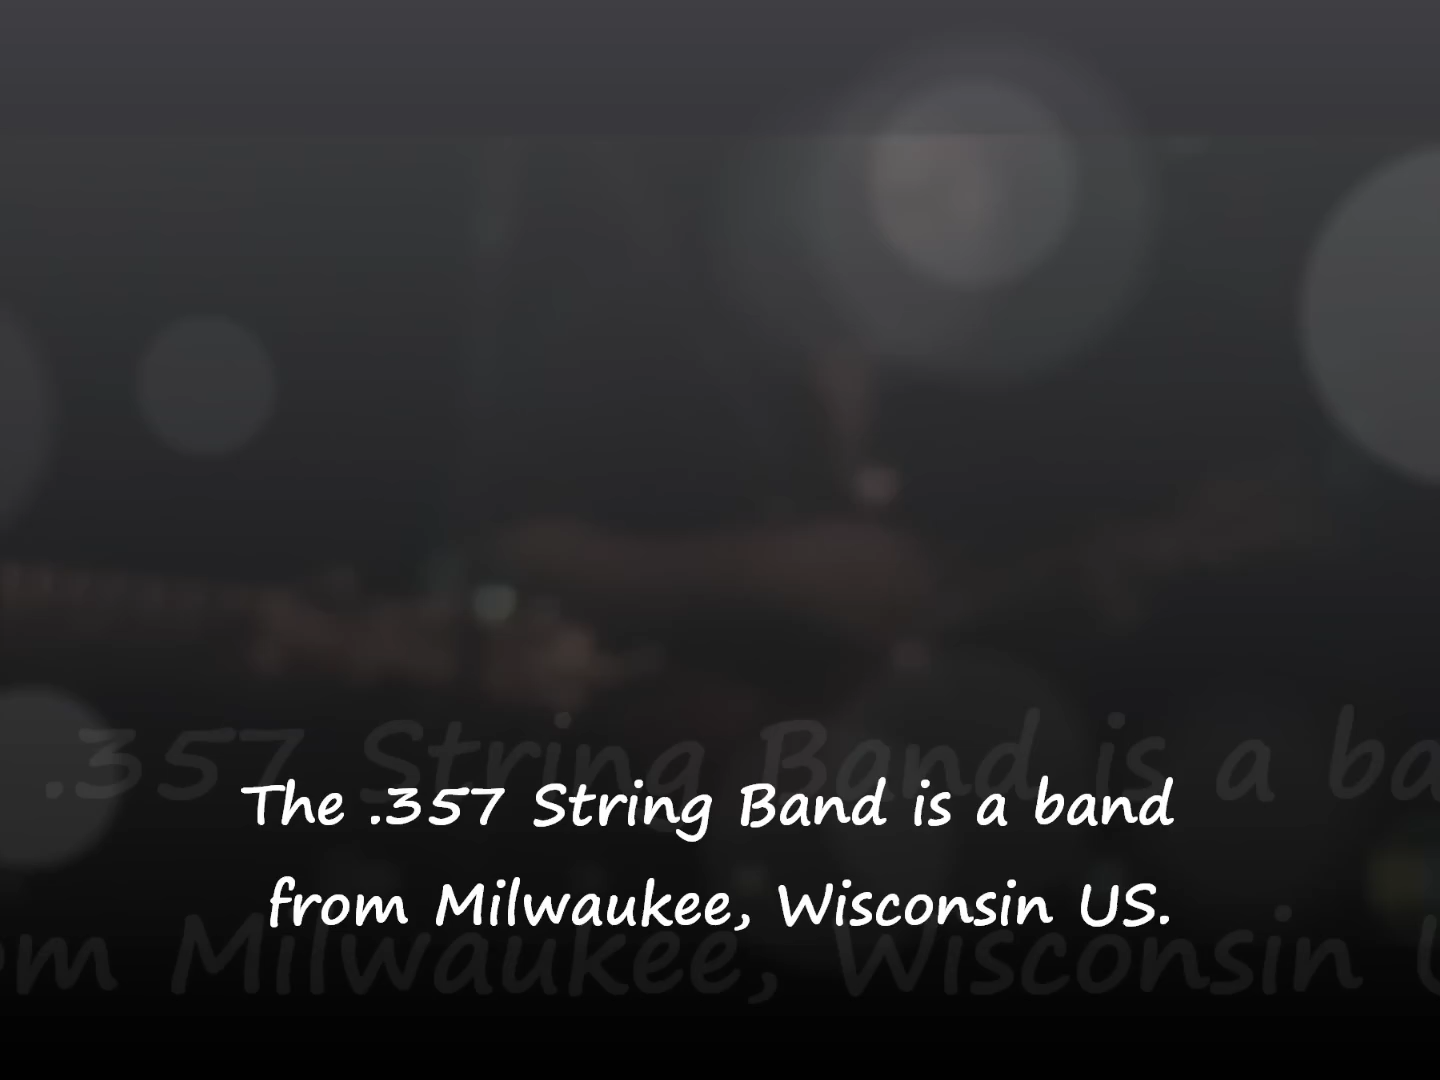 The .357 String Band is a band
from Milwaukee, Wisconsin US.